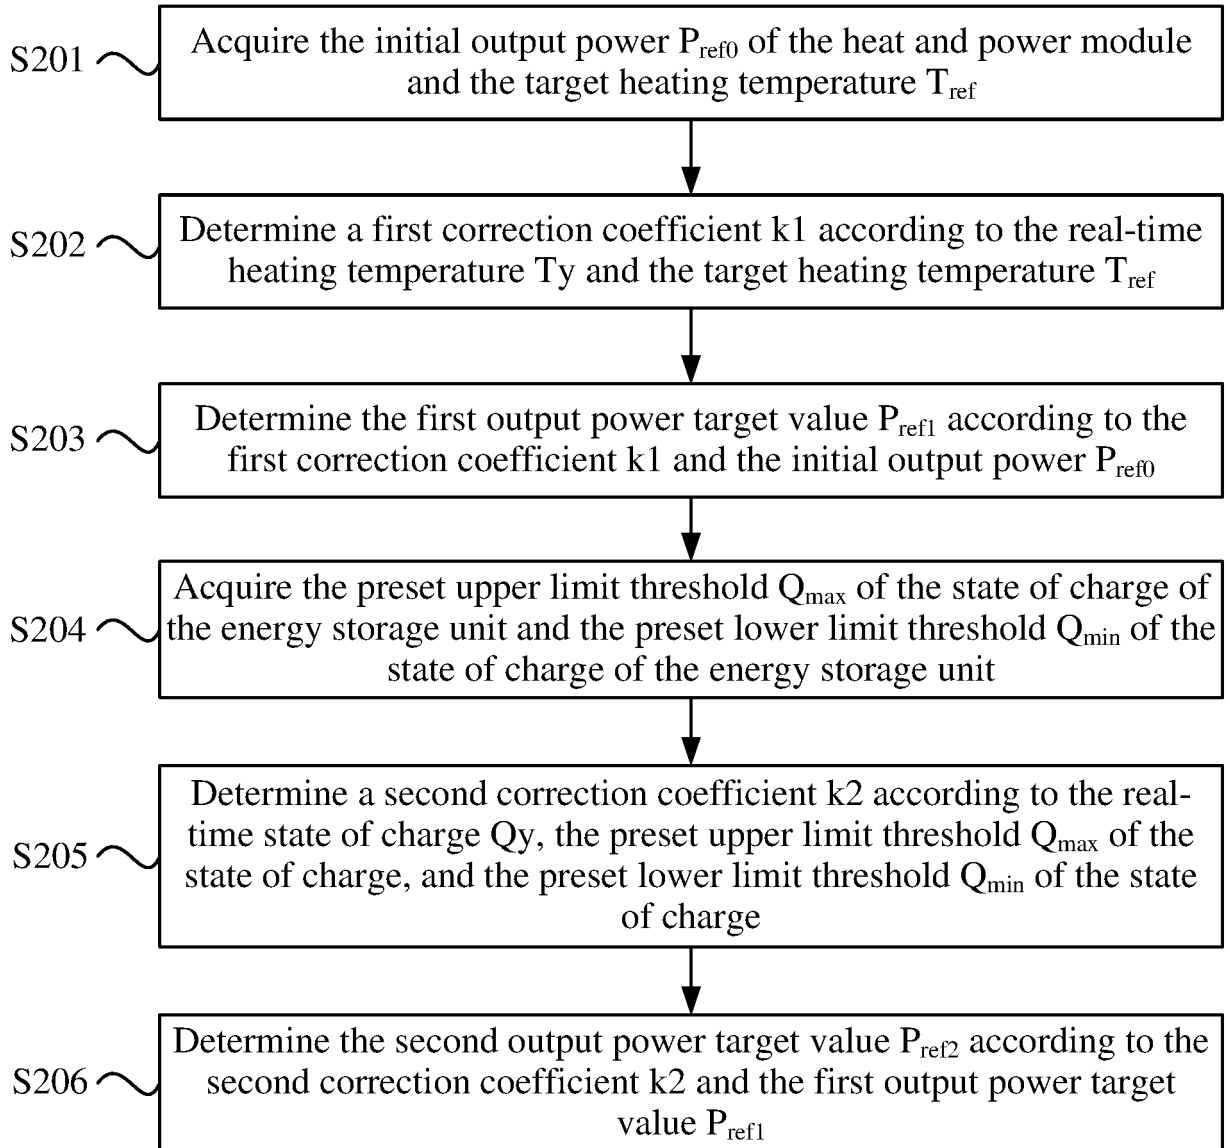 S201
Acquire the initial output power Pref0 of the heat and power module
and the target heating temperature Tref
S202
Determine a first correction coefficient k1 according to the real-time
heating temperature Ty and the target heating temperature Tref
S203
Determine the first output power target value Pref1 according to the
first correction coefficient k1 and the initial output power Pref0
S204
Acquire the preset upper limit threshold Qmax of the state of charge of
the energy storage unit and the preset lower limit threshold Qmin of the
state of charge of the energy storage unit
S205
Determine a second correction coefficient k2 according to the real-
time state of charge Qy, the preset upper limit threshold Qmax of the
state of charge, and the preset lower limit threshold Qmin of the state
of charge
S206
Determine the second output power target value Pref2 according to the
second correction coefficient k2 and the first output power target
value Pref1